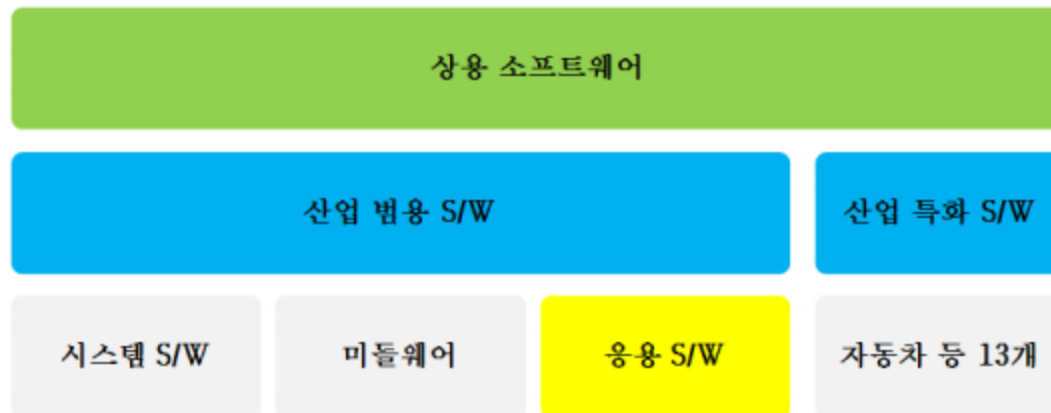 상용 소프트웨어
산업 범용 S/W
산업 특화 S/W
시스템 S/W
미들웨어
응용 S/W
자동차 등 13개